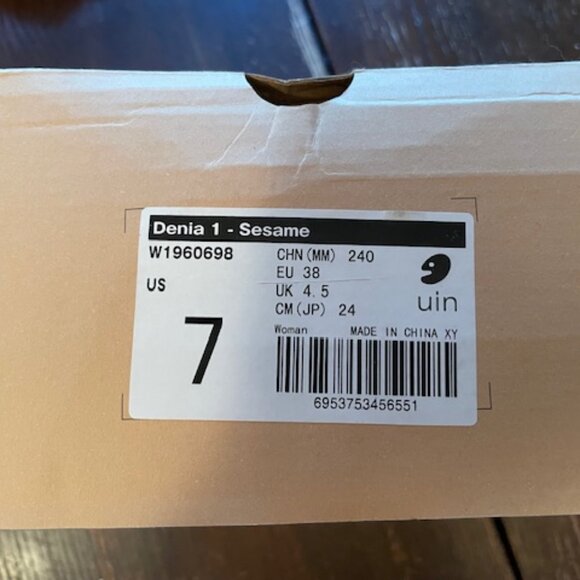 Denia 1 - Sesame
W1960698
CHN(MM) 240
EU 38
US
UK 4.5
CM(JP) 24
uin
7
Woman MADE IN CHINA XY
6953753456551